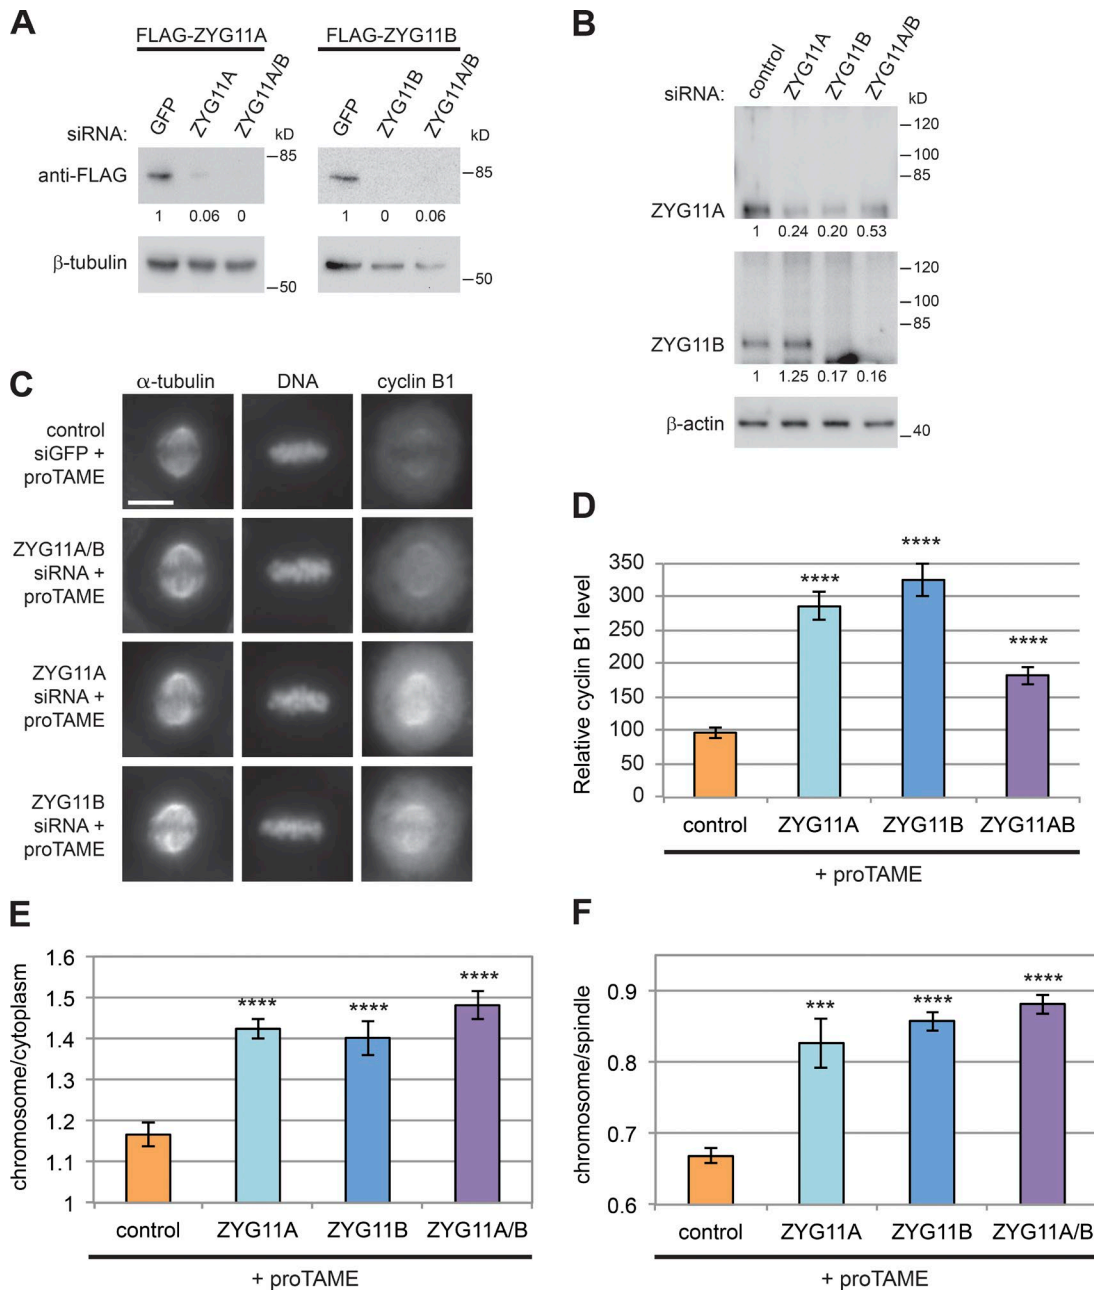 A
FLAG-ZYG11A
FLAG-ZYG11B
siRNA:
GFP
ZYG11A
ZYG11A/B
kD
GFP
ZYG11B
ZYG11A/B
kD
anti-FLAG
–85
–85
1 0.06 0
1 0 0.06
β-tubulin
–50
–50
B
siRNA:
control
ZYG11A
ZYG11B
ZYG11A/B
kD
–120
–100
–85
ZYG11A
1 0.24 0.20 0.53
–120
–100
–85
ZYG11B
1 1.25 0.17 0.16
β-actin
–40
C
α-tubulin DNA cyclin B1
control
siGFP +
proTAME
ZYG11A/B
siRNA +
proTAME
ZYG11A
siRNA +
proTAME
ZYG11B
siRNA +
proTAME
D
Relative cyclin B1 level
350
300
250
200
150
100
50
0
****
****
****
control ZYG11A ZYG11B ZYG11AB
+ proTAME
E
chromosome/cytoplasm
1.6
1.5
1.4
1.3
1.2
1.1
1
****
****
****
control ZYG11A ZYG11B ZYG11A/B
+ proTAME
F
chromosome/spindle
0.9
0.8
0.7
0.6
***
****
****
control ZYG11A ZYG11B ZYG11A/B
+ proTAME